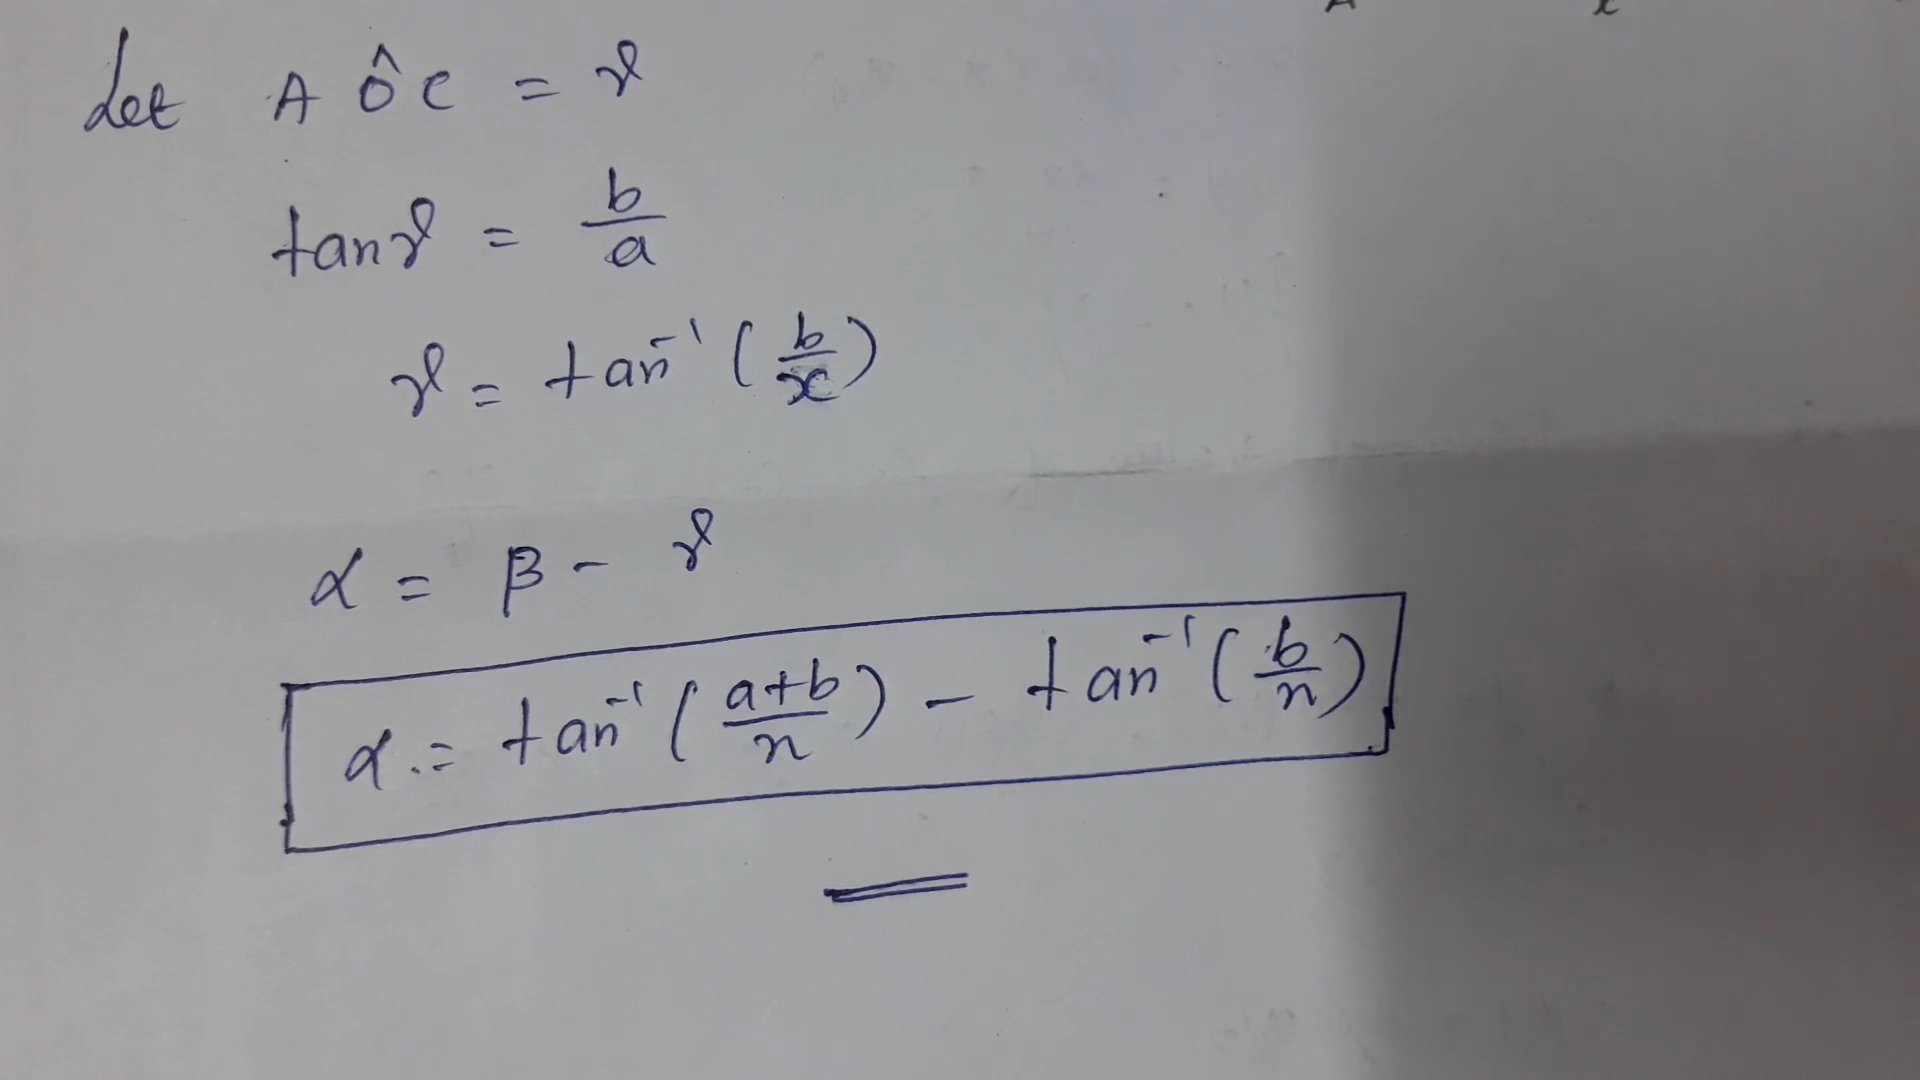 A x
Let AÔC = γ
tanγ = b/a
γ = tan⁻¹ (b/x)
α = β - γ
α = tan⁻¹ (a+b/n) - tan⁻¹ (b/n)